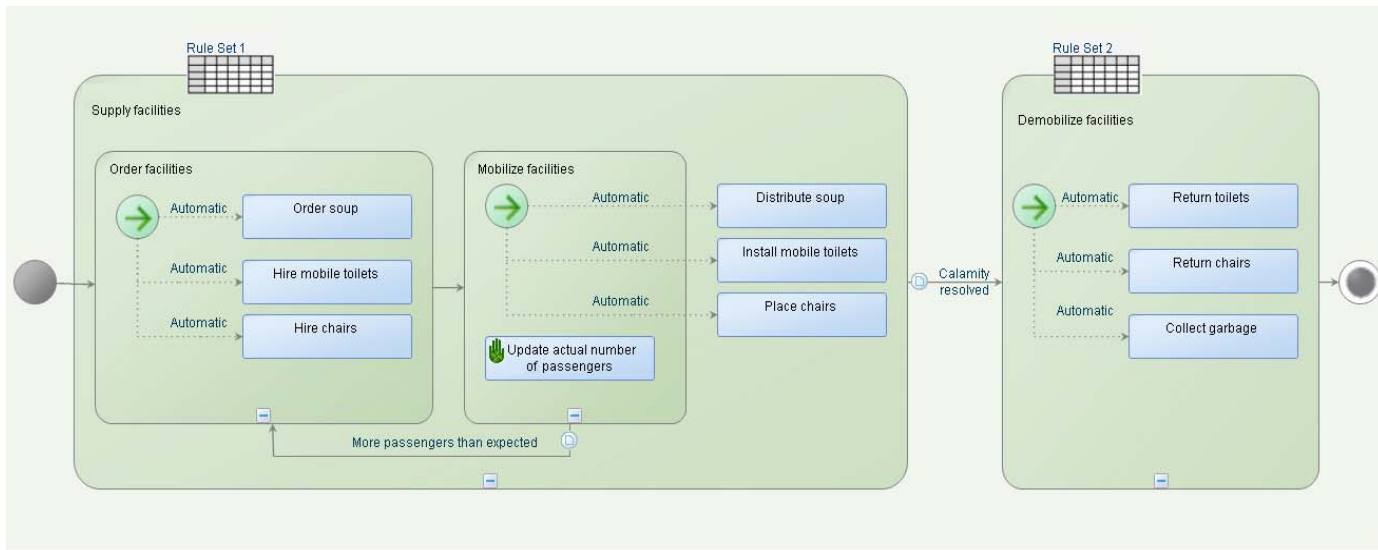 Rule Set 1
Rule Set 2
Supply facilities
Demobilize facilities
Order facilities
Automatic
Order soup
Automatic
Hire mobile toilets
Automatic
Hire chairs
Mobilize facilities
Automatic
Distribute soup
Automatic
Install mobile toilets
Automatic
Place chairs
Update actual number
of passengers
More passengers than expected
Calamity
resolved
Automatic
Return toilets
Automatic
Return chairs
Automatic
Collect garbage